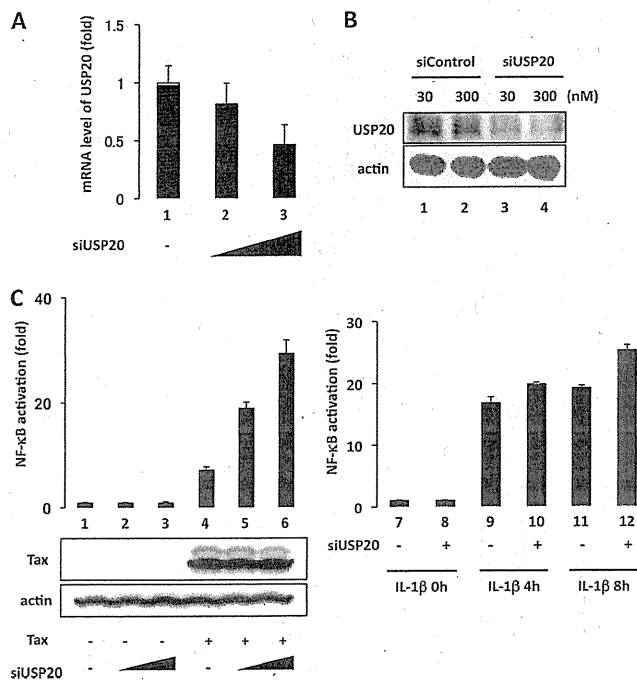 A
mRNA level of USP20 (fold)
1.5
1
0.5
0
1 2 3
siUSP20 -
B
siControl siUSP20
30 300 30 300 (nM)
USP20
actin
1 2 3 4
C
NF-κB activation (fold)
40
20
0
1 2 3 4 5 6
Tax
actin
Tax - - - + + +
siUSP20 - -
NF-κB activation (fold)
30
20
10
0
7 8 9 10 11 12
siUSP20 - + - + - +
IL-1β 0h IL-1β 4h IL-1β 8h